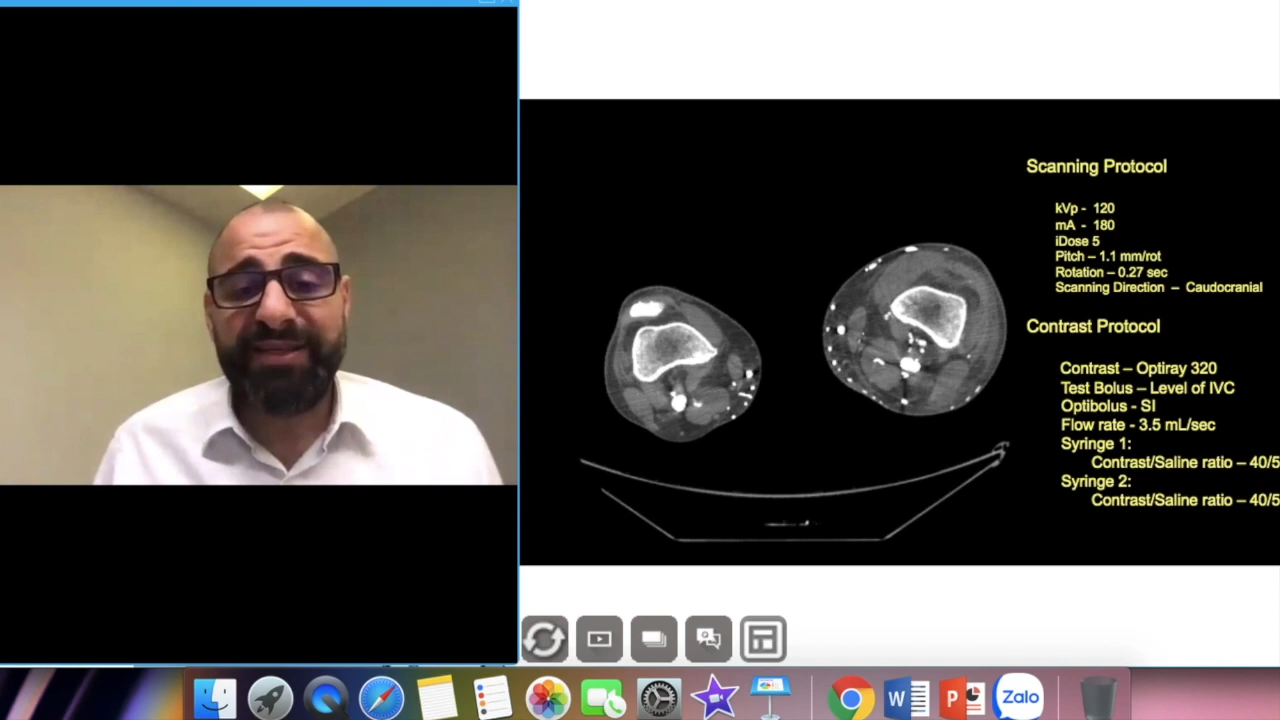 Scanning Protocol
kVp - 120
mA - 180
iDose 5
Pitch – 1.1 mm/rot
Rotation – 0.27 sec
Scanning Direction – Caudocranial
Contrast Protocol
Contrast – Optiray 320
Test Bolus – Level of IVC
Optibolus - SI
Flow rate - 3.5 mL/sec
Syringe 1:
Contrast/Saline ratio – 40/5
Syringe 2:
Contrast/Saline ratio – 40/5
W
P
Zalo